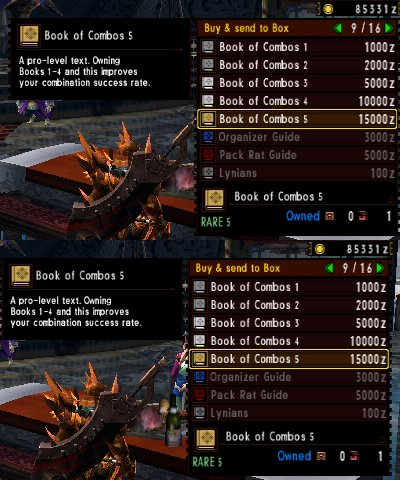 85331z
Book of Combos 5
A pro-level text. Owning
Books 1-4 and this improves
your combination success rate.
Buy & send to Box 9/16
Book of Combos 1 1000z
Book of Combos 2 2000z
Book of Combos 3 5000z
Book of Combos 4 10000z
Book of Combos 5 15000z
Organizer Guide 3000z
Pack Rat Guide 5000z
Lynians 100z
Book of Combos 5
RARE 5 Owned 0 1
85331z
Book of Combos 5
A pro-level text. Owning
Books 1-4 and this improves
your combination success rate.
Buy & send to Box 9/16
Book of Combos 1 1000z
Book of Combos 2 2000z
Book of Combos 3 5000z
Book of Combos 4 10000z
Book of Combos 5 15000z
Organizer Guide 3000z
Pack Rat Guide 5000z
Lynians 100z
Book of Combos 5
Owned 0 1
RARE 5